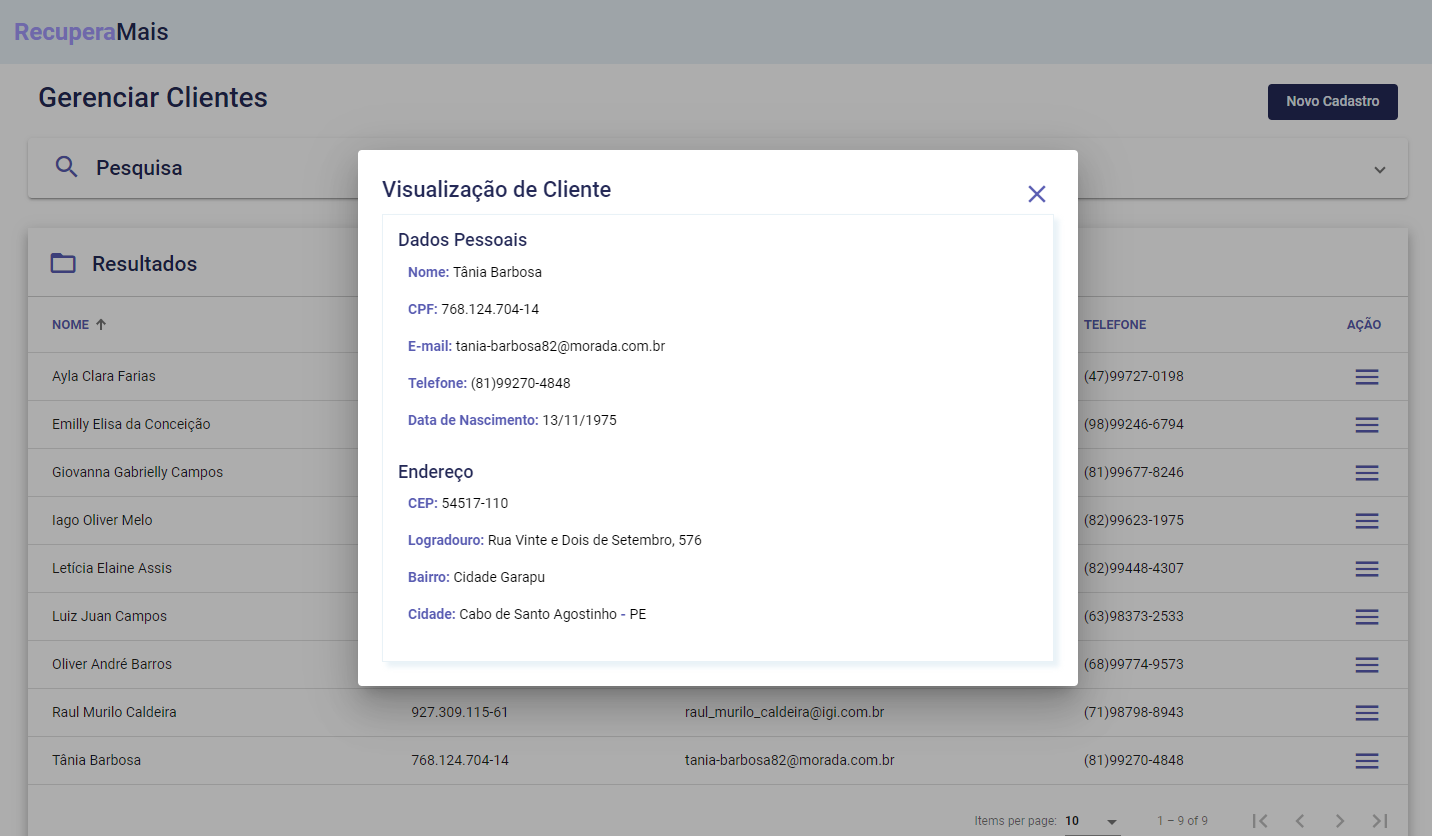 RecuperaMais
Gerenciar Clientes
Novo Cadastro
Pesquisa
Resultados
Visualização de Cliente
Dados Pessoais
Nome: Tânia Barbosa
CPF: 768.124.704-14
E-mail: tania-barbosa82@morada.com.br
Telefone: (81)99270-4848
Data de Nascimento: 13/11/1975
Endereço
CEP: 54517-110
Logradouro: Rua Vinte e Dois de Setembro, 576
Bairro: Cidade Garapu
Cidade: Cabo de Santo Agostinho - PE
NOME TELEFONE AÇÃO
Ayla Clara Farias (47)99727-0198
Emilly Elisa da Conceição (98)99246-6794
Giovanna Gabrielly Campos (81)99677-8246
Iago Oliver Melo (82)99623-1975
Letícia Elaine Assis (82)99448-4307
Luiz Juan Campos (63)98373-2533
Oliver André Barros (68)99774-9573
Raul Murilo Caldeira 927.309.115-61 raul_murilo_caldeira@igi.com.br (71)98798-8943
Tânia Barbosa 768.124.704-14 tania-barbosa82@morada.com.br (81)99270-4848
Items per page: 10 1 – 9 of 9